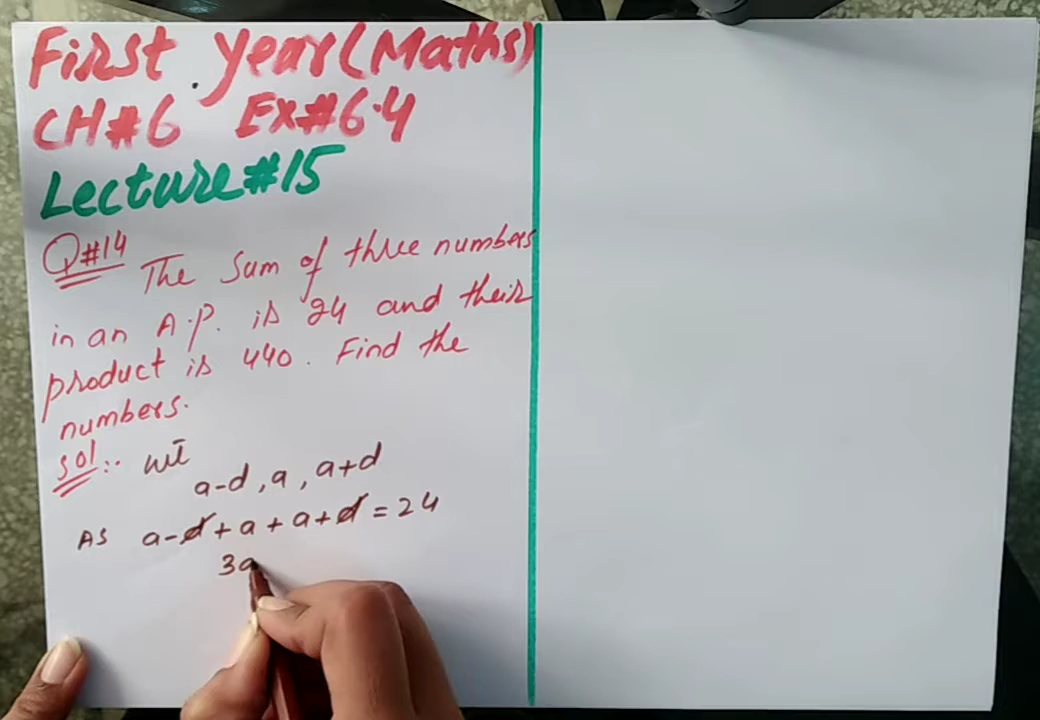 First year (Maths)
CH#6 Ex#6.4
Lecture #15
Q#14 The Sum of three numbers
in an A.P. is 24 and their
product is 440. Find the
numbers.
Sol:-
a-d, a, a+d
As a-d+a+a+d=24
3a